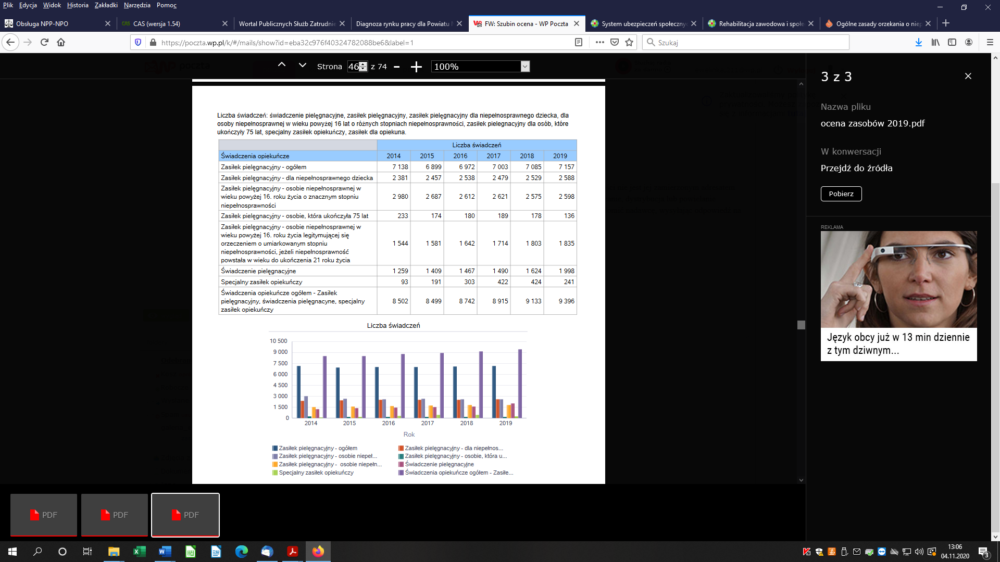 Plik Edycja Widok Historia Zakładki Narzędzia Pomoc
Obsługa NPP-NPO
CAS (wersja 1.54)
Wortal Publicznych Służb Zatrudnie
Diagnoza rynku pracy dla Powiatu
FW: Szubin ocena - WP Poczta
System ubezpieczeń społeczny
Rehabilitacja zawodowa i społe
Ogólne zasady orzekania o niep
https://poczta.wp.pl/k/#/mails/show?id=eba32c976f40324782088be6&label=1
Szukaj
Strona 46 z 74
100%
Liczba świadczeń: świadczenie pielęgnacyjne, zasiłek pielęgnacyjny, zasiłek pielęgnacyjny dla niepełnosprawnego dziecka, dla
osoby niepełnosprawnej w wieku powyżej 16 lat o różnych stopniach niepełnosprawności, zasiłek pielegnacyjny dla osób, które
ukończyły 75 lat, specjalny zasiłek opiekuńczy, zasiłek dla opiekuna.
Liczba świadczeń
Świadczenia opiekuńcze 2014 2015 2016 2017 2018 2019
Zasiłek pielęgnacyjny - ogółem 7 138 6 899 6 972 7 003 7 085 7 157
Zasiłek pielęgnacyjny - dla niepełnosprawnego dziecka 2 381 2 457 2 538 2 479 2 529 2 588
Zasiłek pielęgnacyjny - osobie niepełnosprawnej w
wieku powyżej 16. roku życia o znacznym stopniu
niepełnosprawności
2 980 2 687 2 612 2 621 2 575 2 598
Zasiłek pielęgnacyjny - osobie, która ukończyła 75 lat 233 174 180 189 178 136
Zasiłek pielęgnacyjny - osobie niepełnosprawnej w
wieku powyżej 16. roku życia legitymującej się
orzeczeniem o umiarkowanym stopniu
niepełnosprawności, jeżeli niepełnosprawność
powstała w wieku do ukończenia 21 roku życia
1 544 1 581 1 642 1 714 1 803 1 835
Świadczenie pielęgnacyjne 1 259 1 409 1 467 1 490 1 624 1 998
Specjalny zasiłek opiekuńczy 93 191 303 422 424 241
Świadczenia opiekuńcze ogółem - Zasiłek
pielęgnacyjny, świadczenia pielęgnacyne, specjalny
zasiłek opiekuńczy
8 502 8 499 8 742 8 915 9 133 9 396
Liczba świadczeń
10 500
9 000
7 500
6 000
4 500
3 000
1 500
0
2014 2015 2016 2017 2018 2019
Rok
Zasiłek pielęgnacyjny - ogółem
Zasiłek pielęgnacyjny - dla niepełnos...
Zasiłek pielęgnacyjny - osobie niepeł...
Zasiłek pielęgnacyjny - osobie, która u...
Zasiłek pielęgnacyjny - osobie niepełn...
Świadczenie pielęgnacyjne
Specjalny zasiłek opiekuńczy
Świadczenia opiekuńcze ogółem - Zasiłe...
3 z 3
Nazwa pliku
ocena zasobów 2019.pdf
W konwersacji
Przejdź do źródła
Pobierz
REKLAMA
Język obcy już w 13 min dziennie
z tym dziwnym...
PDF
PDF
PDF
13:06
04.11.2020
3